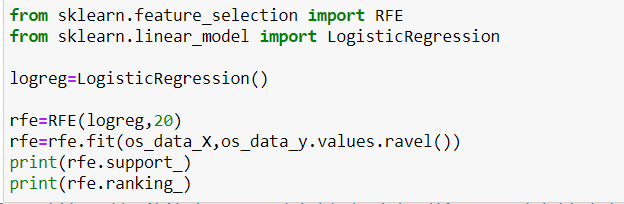 from sklearn.feature_selection import RFE
from sklearn.linear_model import LogisticRegression
logreg=LogisticRegression()
rfe=RFE(logreg,20)
rfe=rfe.fit(os_data_X,os_data_y.values.ravel())
print(rfe.support_)
print(rfe.ranking_)